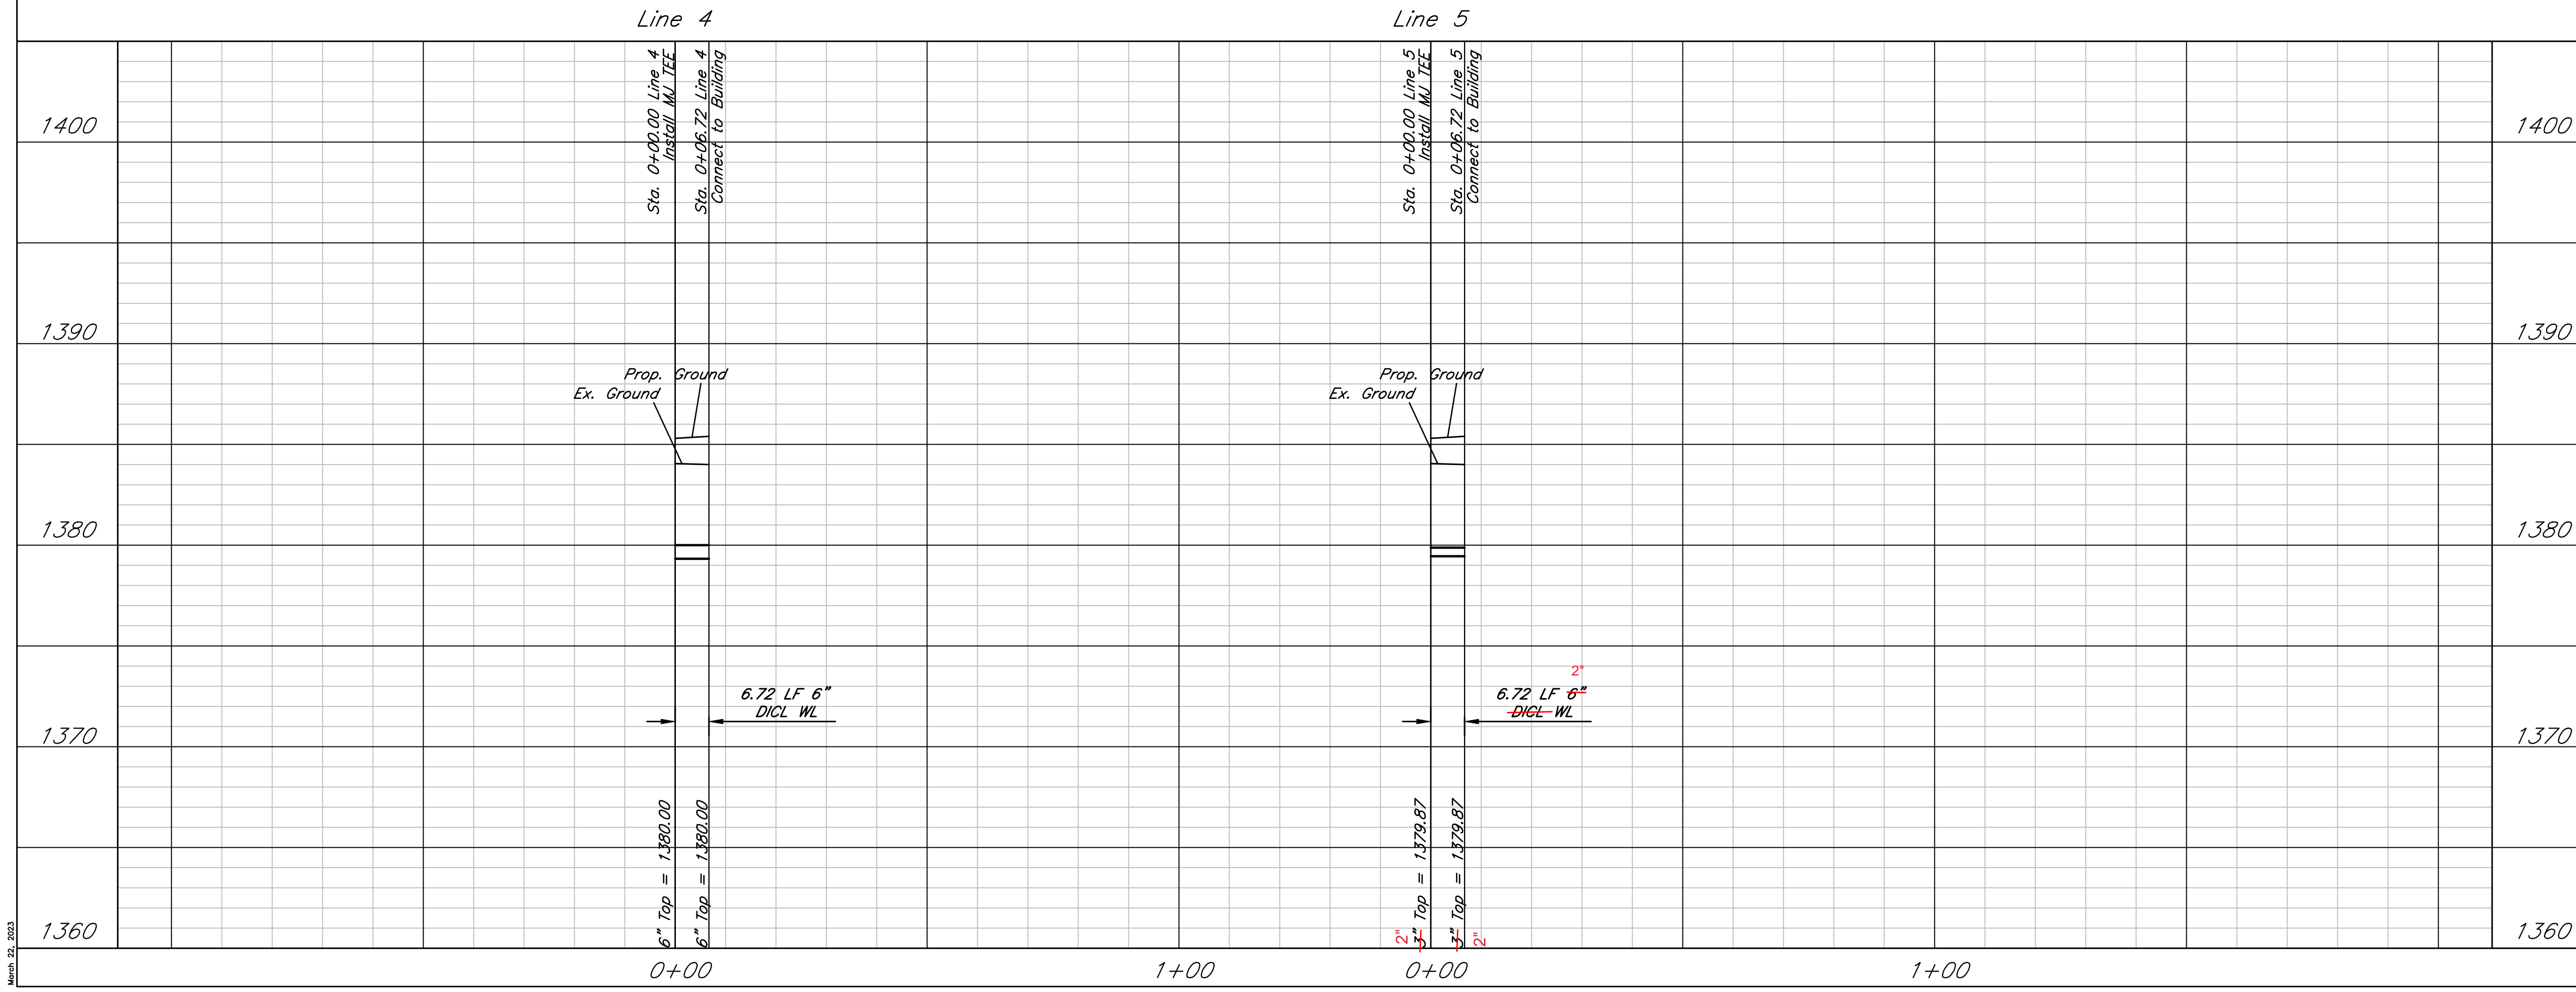 Line 4
Line 5
Sta. 0+00.00 Line 4
Install MJ TEE
Sta. 0+06.72 Line 4
Connect to Building
Sta. 0+00.00 Line 5
Install MJ TEE
Sta. 0+06.72 Line 5
Connect to Building
1400
1400
1390
1390
Prop. Ground
Ex. Ground
Prop. Ground
Ex. Ground
1380
1380
2"
6.72 LF 6"
DICL WL
6.72 LF 6"
DICL WL
1370
1370
6" Top = 1380.00
6" Top = 1380.00
2" 3" Top = 1379.87
3" Top = 1379.87
2"
1360
1360
0+00
1+00
0+00
1+00
March 22, 2023